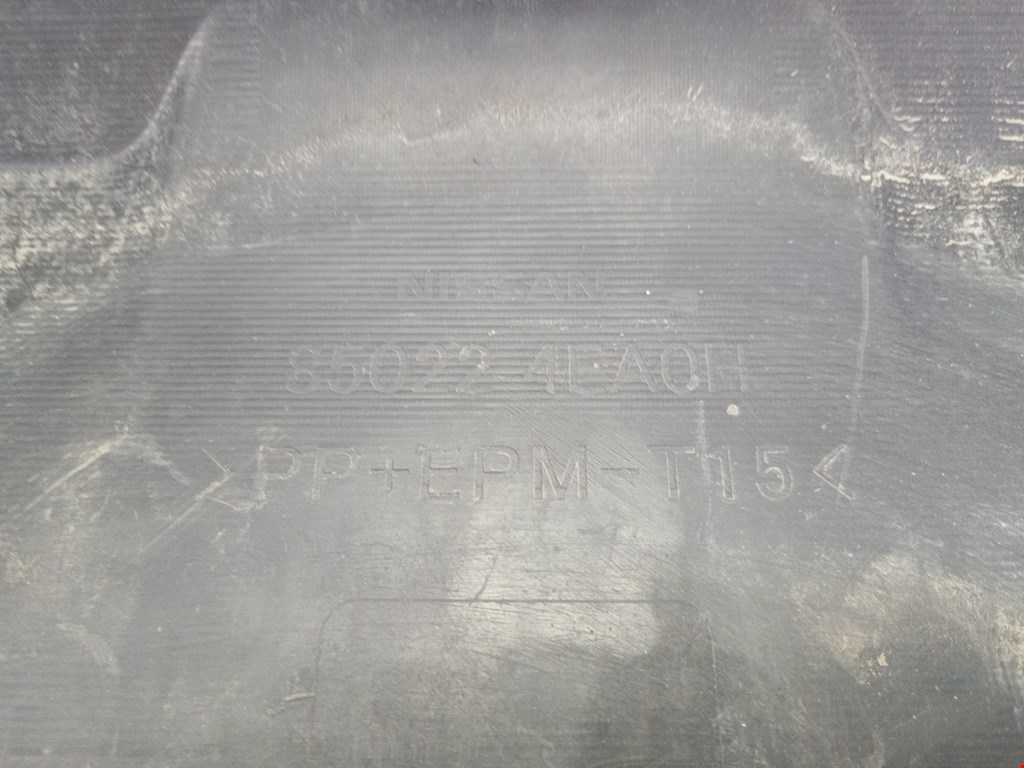 NISSAN
85022 4EA0H
>PP+EPM-T15<